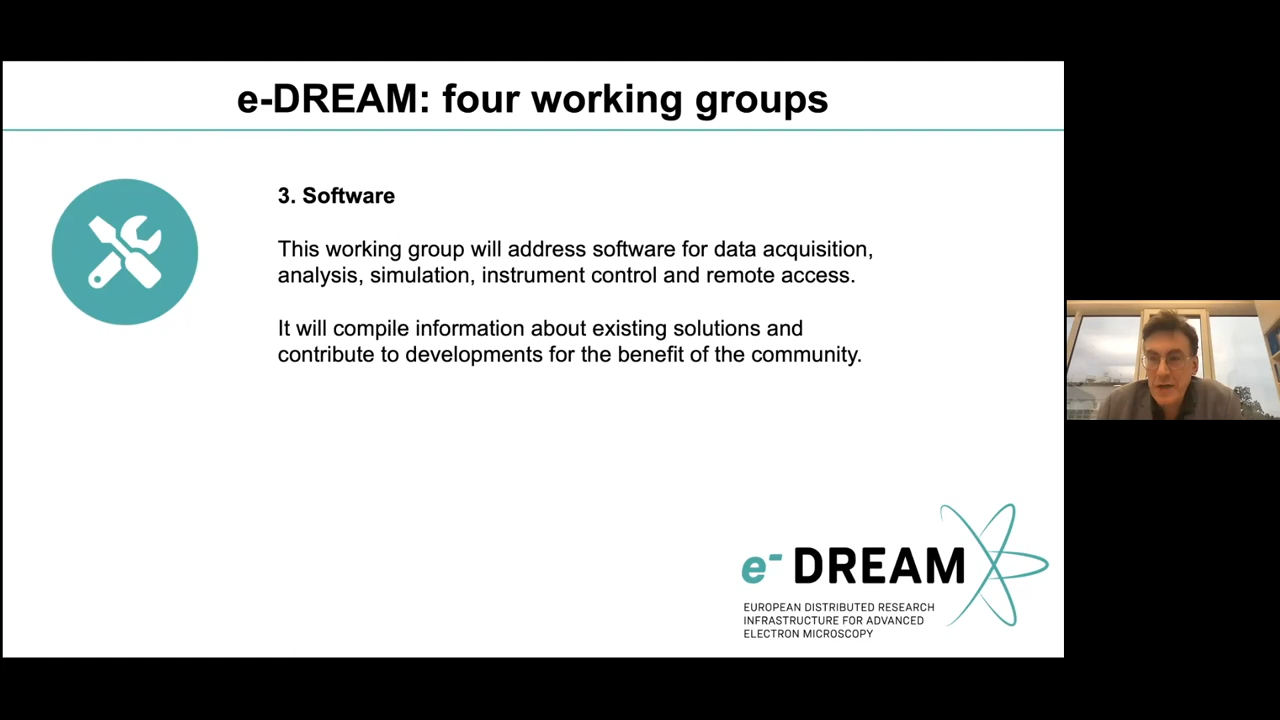 e-DREAM: four working groups
3. Software
This working group will address software for data acquisition,
analysis, simulation, instrument control and remote access.
It will compile information about existing solutions and
contribute to developments for the benefit of the community.
e- DREAM
EUROPEAN DISTRIBUTED RESEARCH
INFRASTRUCTURE FOR ADVANCED
ELECTRON MICROSCOPY